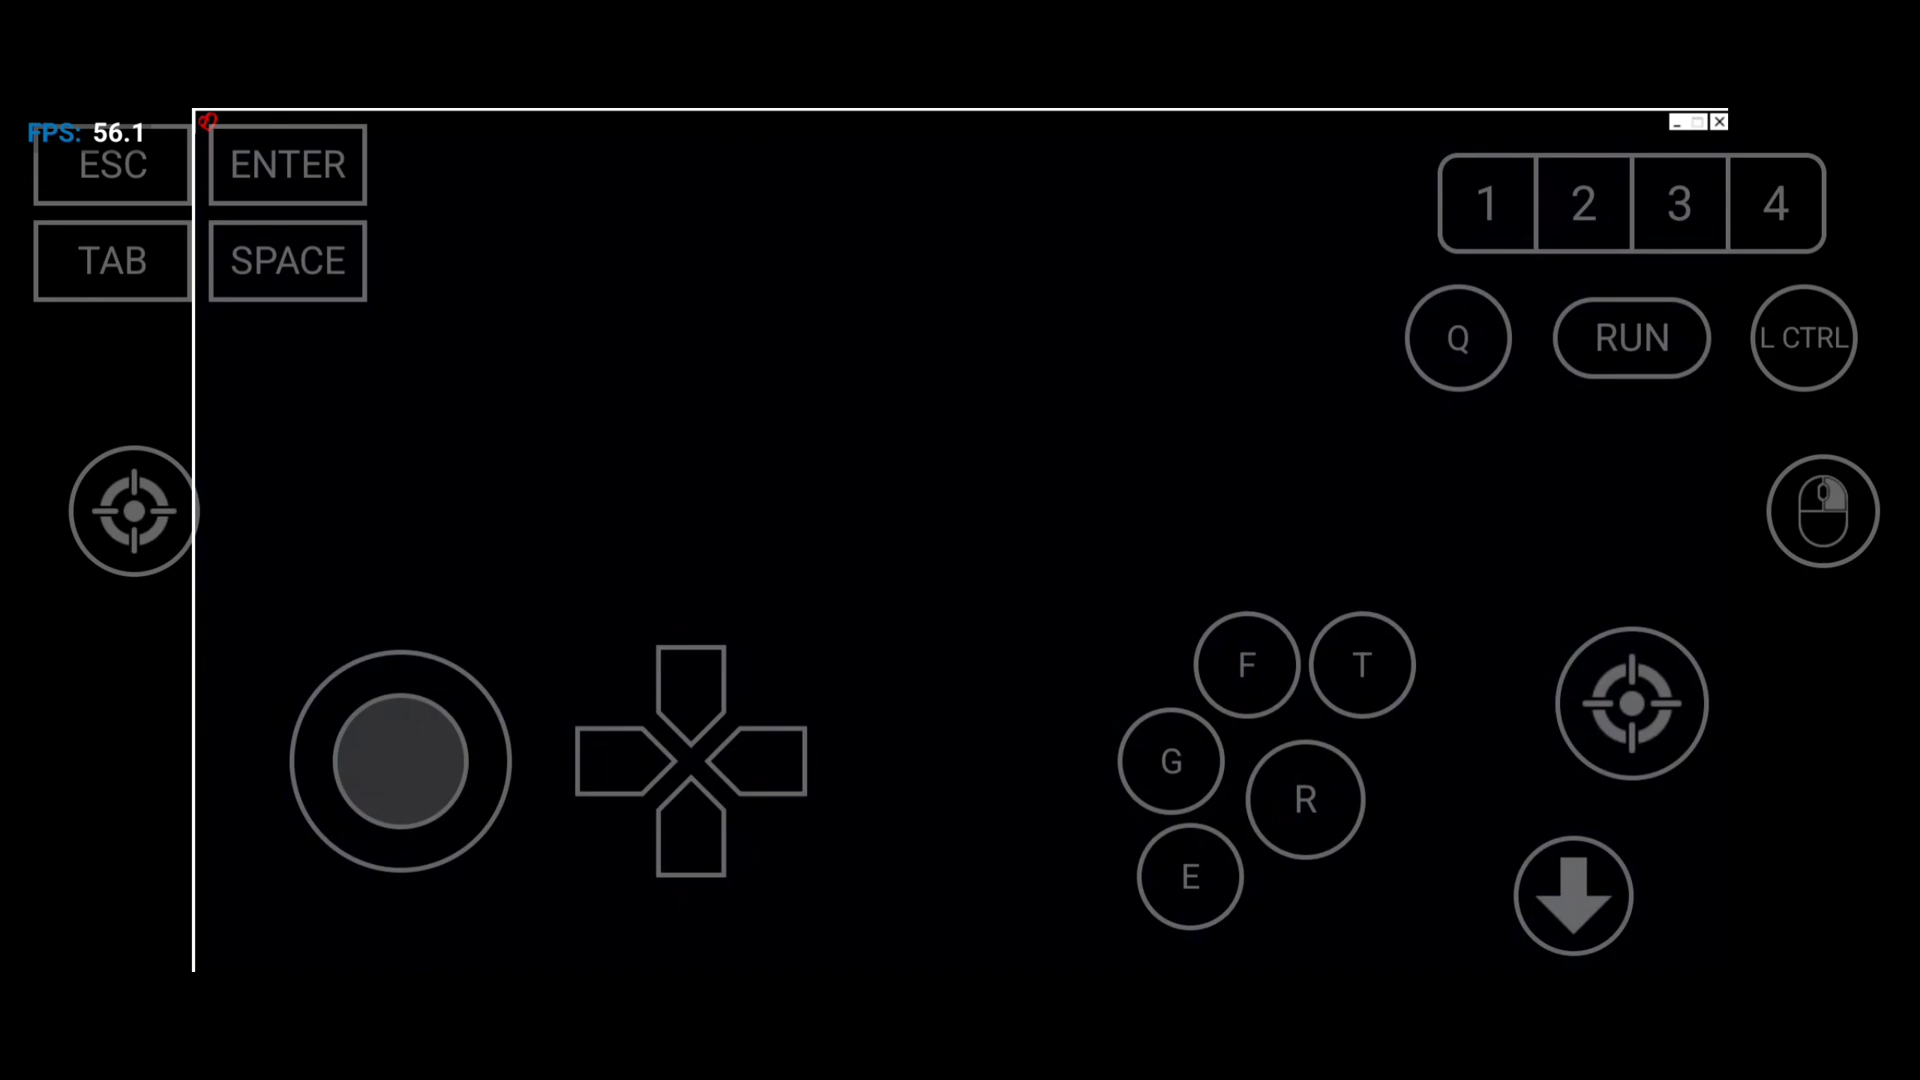 FPS: 56.1
ESC ENTER
TAB SPACE
1 2 3 4
Q RUN L CTRL
F T
G R
E